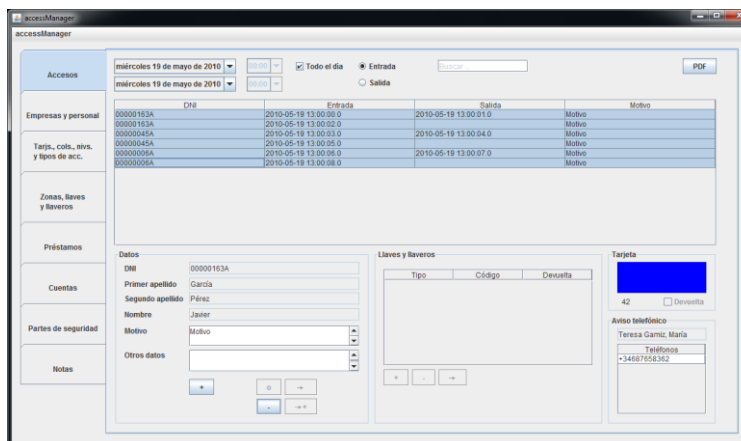 accessManager
accessManager
Accesos
Empresas y personal
Tarjs., cols., nivs.
y tipos de acc.
Zonas, llaves
y llaveros
Préstamos
Cuentas
Partes de seguridad
Notas
miércoles 19 de mayo de 2010 00:00 Todo el día Entrada Buscar... PDF
miércoles 19 de mayo de 2010 00:00 Salida
DNI Entrada Salida Motivo
00000163A 2010-05-19 13:00:00.0 2010-05-19 13:00:01.0 Motivo
00000163A 2010-05-19 13:00:02.0 Motivo
00000045A 2010-05-19 13:00:03.0 2010-05-19 13:00:04.0 Motivo
00000045A 2010-05-19 13:00:05.0 Motivo
00000006A 2010-05-19 13:00:06.0 2010-05-19 13:00:07.0 Motivo
00000006A 2010-05-19 13:00:08.0 Motivo
Datos
DNI 00000163A
Primer apellido García
Segundo apellido Pérez
Nombre Javier
Motivo Motivo
Otros datos
+ o →
- →+
Llaves y llaveros
Tipo Código Devuelta
+ - →
Tarjeta
42 Devuelta
Aviso telefónico
Teresa Gamiz, María
Teléfonos
+34687658362